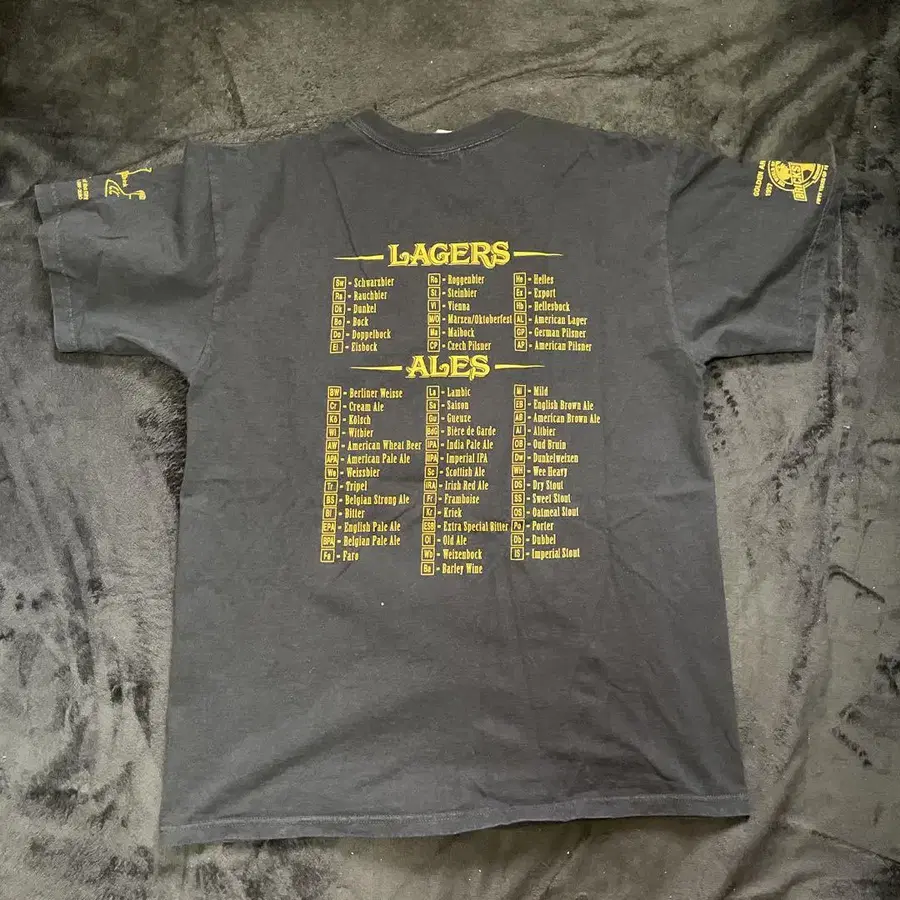 LAGERS
Sw - Schwarzbier
Ra - Rauchbier
Dk - Dunkel
Bo - Bock
Do - Doppelbock
Ei - Eisbock
Ro - Roggenbier
St - Steinbier
Vi - Vienna
M/O - Märzen/Oktoberfest
Ma - Maibock
CP - Czech Pilsner
He - Helles
Ex - Export
Hb - Hellesbock
AL - American Lager
GP - German Pilsner
AP - American Pilsner
ALES
BW - Berliner Weisse
Cr - Cream Ale
Kö - Kölsch
Wi - Witbier
AW - American Wheat Beer
APA - American Pale Ale
We - Weissbier
Tr - Tripel
BS - Belgian Strong Ale
Bi - Bitter
EPA - English Pale Ale
BPA - Belgian Pale Ale
Fa - Faro
La - Lambic
Sa - Saison
Gu - Gueuze
BdG - Bière de Garde
IPA - India Pale Ale
IIPA - Imperial IPA
Sc - Scottish Ale
IRA - Irish Red Ale
Fr - Framboise
Kr - Kriek
ESB - Extra Special Bitter
Ol - Old Ale
Wb - Weizenbock
Ba - Barley Wine
Mi - Mild
EB - English Brown Ale
AB - American Brown Ale
Al - Altbier
OB - Oud Bruin
Dw - Dunkelweizen
WH - Wee Heavy
DS - Dry Stout
SS - Sweet Stout
OS - Oatmeal Stout
Po - Porter
Db - Dubbel
IS - Imperial Stout